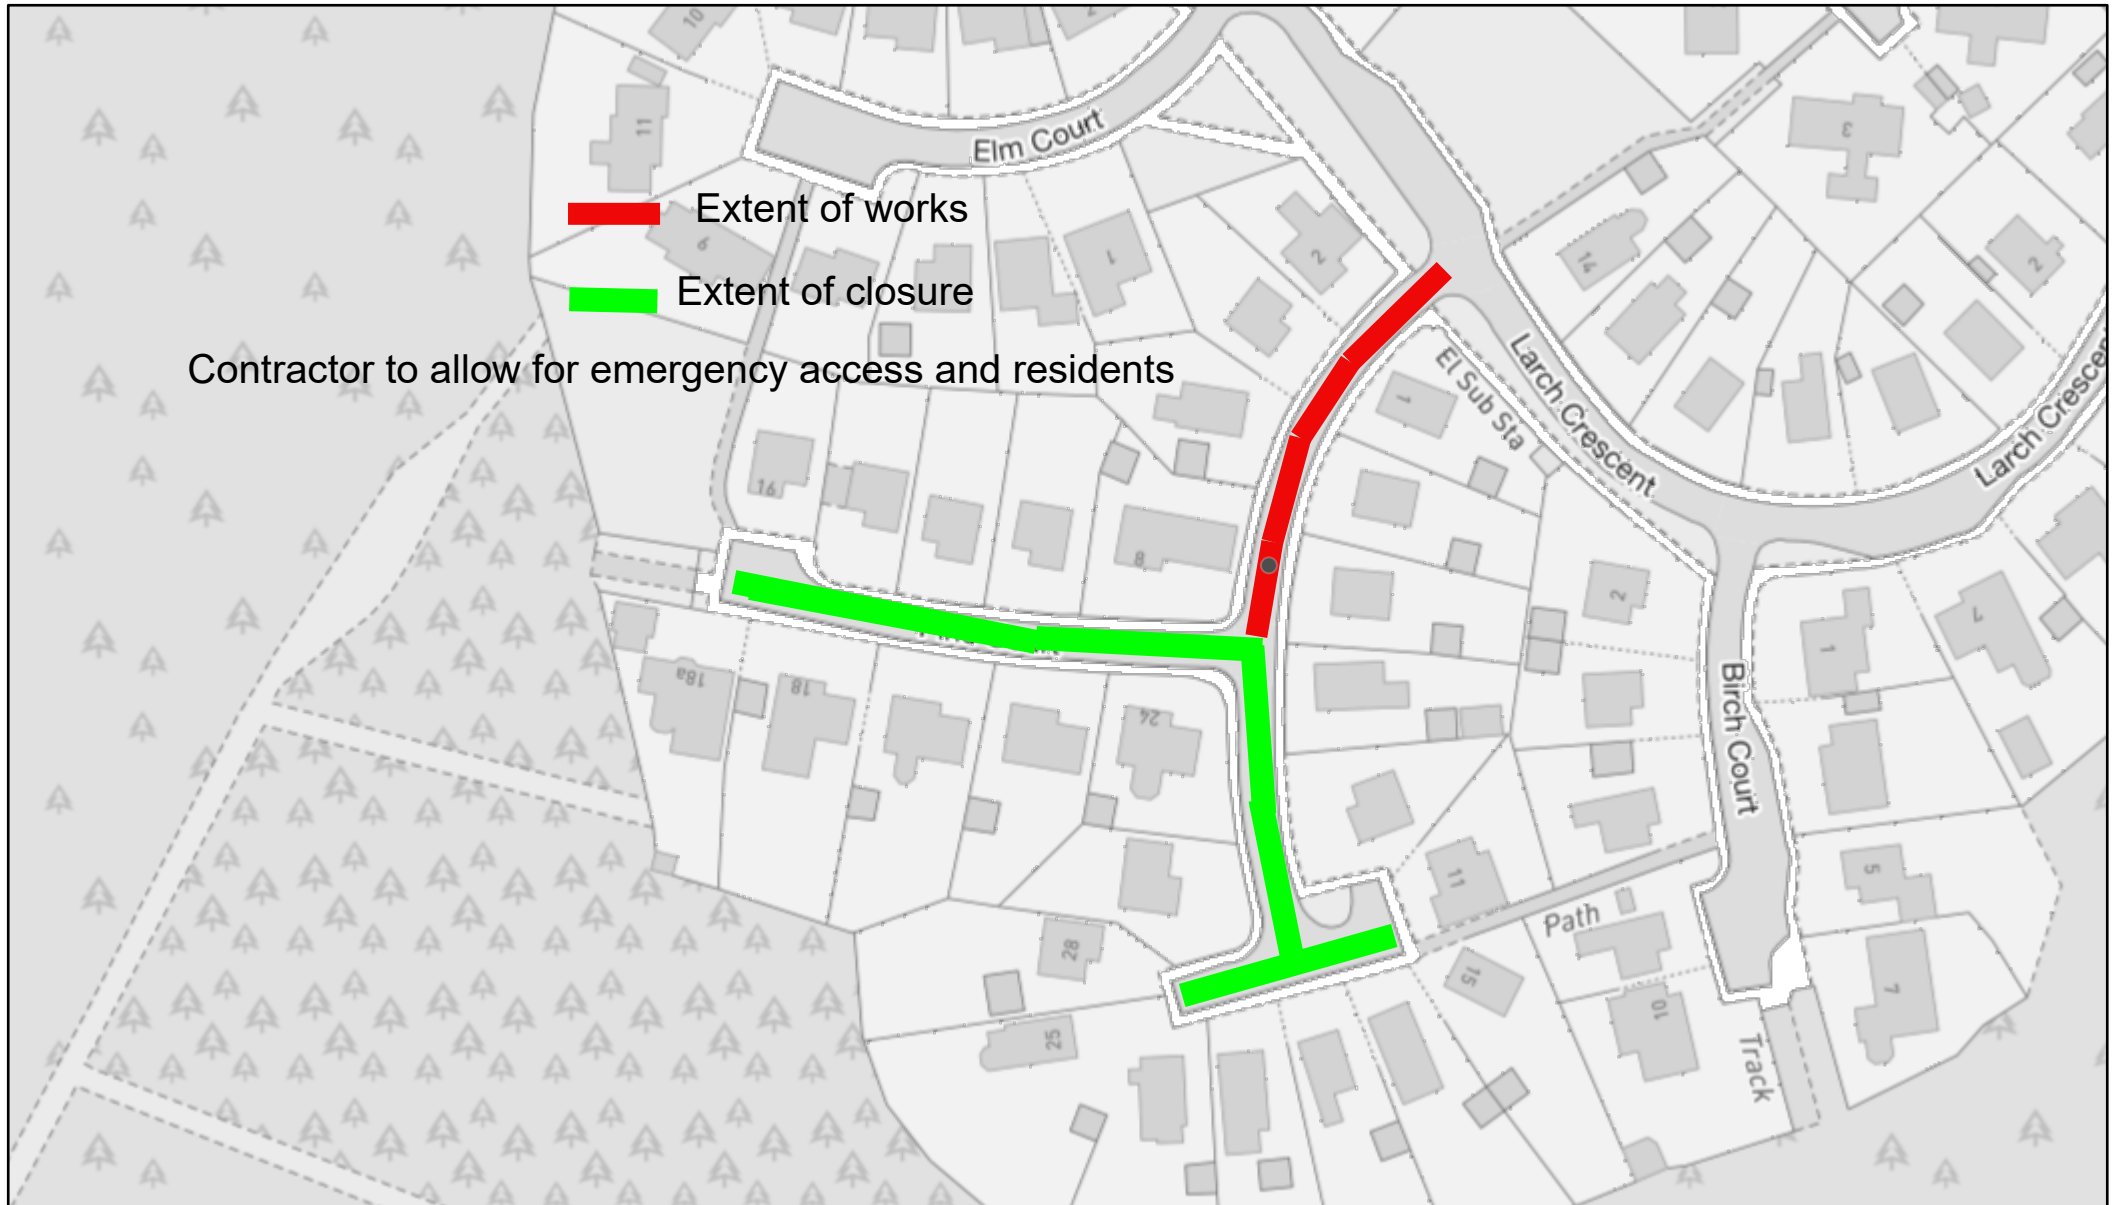 10
11
Elm Court
3
Extent of works
9
1
2
14
2
Extent of closure
Contractor to allow for emergency access and residents
El Sub Sta
Larch Crescent
1
Larch Crescen
16
8
2
1
7
18a
18
24
Birch Court
11
5
Path
28
15
7
10
25
Track